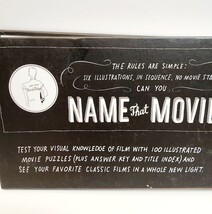 THE RULES ARE SIMPLE:
SIX ILLUSTRATIONS, IN SEQUENCE, NO MOVIE STA
CAN YOU
NAME That MOVIE
TEST YOUR VISUAL KNOWLEDGE OF FILM WITH 100 ILLUSTRATED
MOVIE PUZZLES (PLUS ANSWER KEY AND TITLE INDEX) AND
SEE YOUR FAVORITE CLASSIC FILMS IN A WHOLE NEW LIGHT.